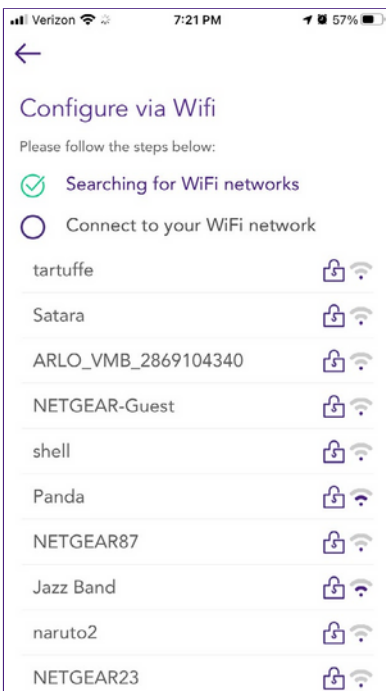 Verizon 7:21 PM 57%
Configure via Wifi
Please follow the steps below:
Searching for WiFi networks
Connect to your WiFi network
tartuffe
Satara
ARLO_VMB_2869104340
NETGEAR-Guest
shell
Panda
NETGEAR87
Jazz Band
naruto2
NETGEAR23